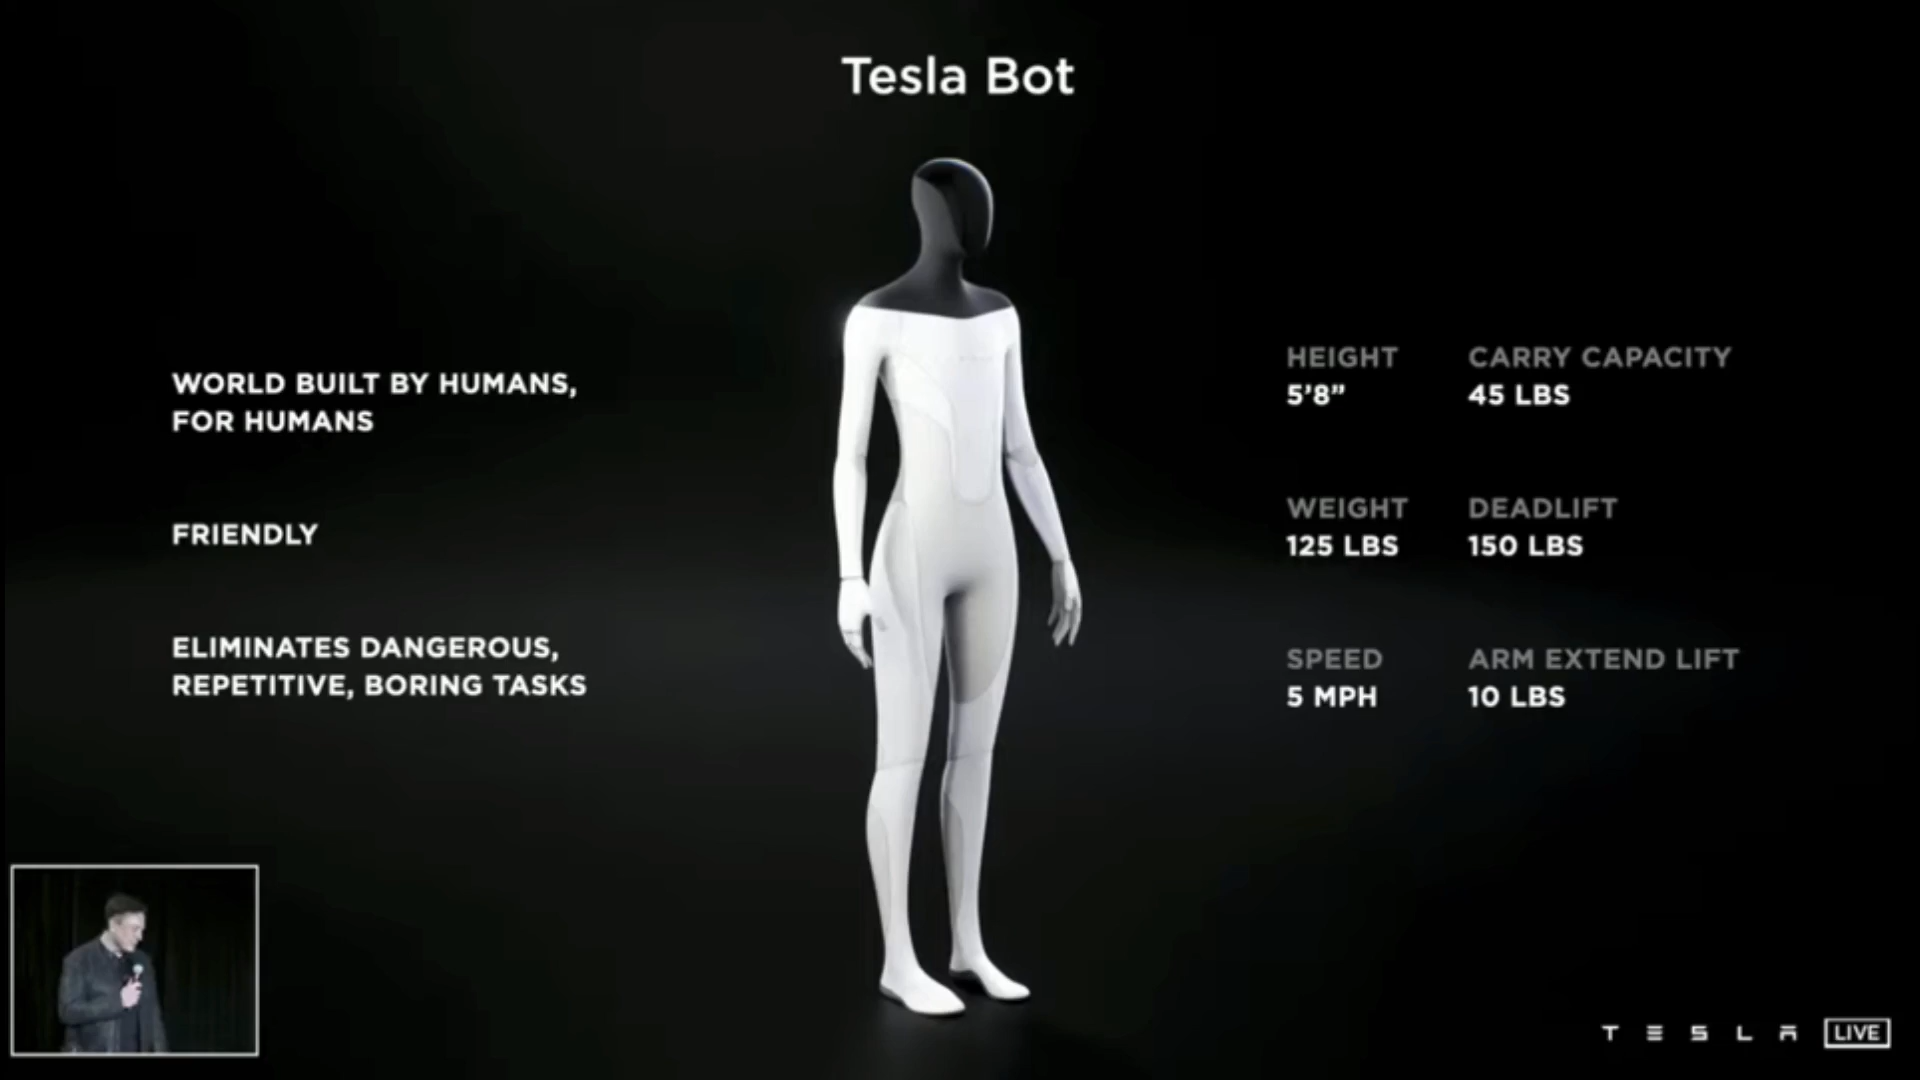 Tesla Bot
WORLD BUILT BY HUMANS,
FOR HUMANS
FRIENDLY
ELIMINATES DANGEROUS,
REPETITIVE, BORING TASKS
HEIGHT
5’8”
CARRY CAPACITY
45 LBS
WEIGHT
125 LBS
DEADLIFT
150 LBS
SPEED
5 MPH
ARM EXTEND LIFT
10 LBS
TESLA LIVE